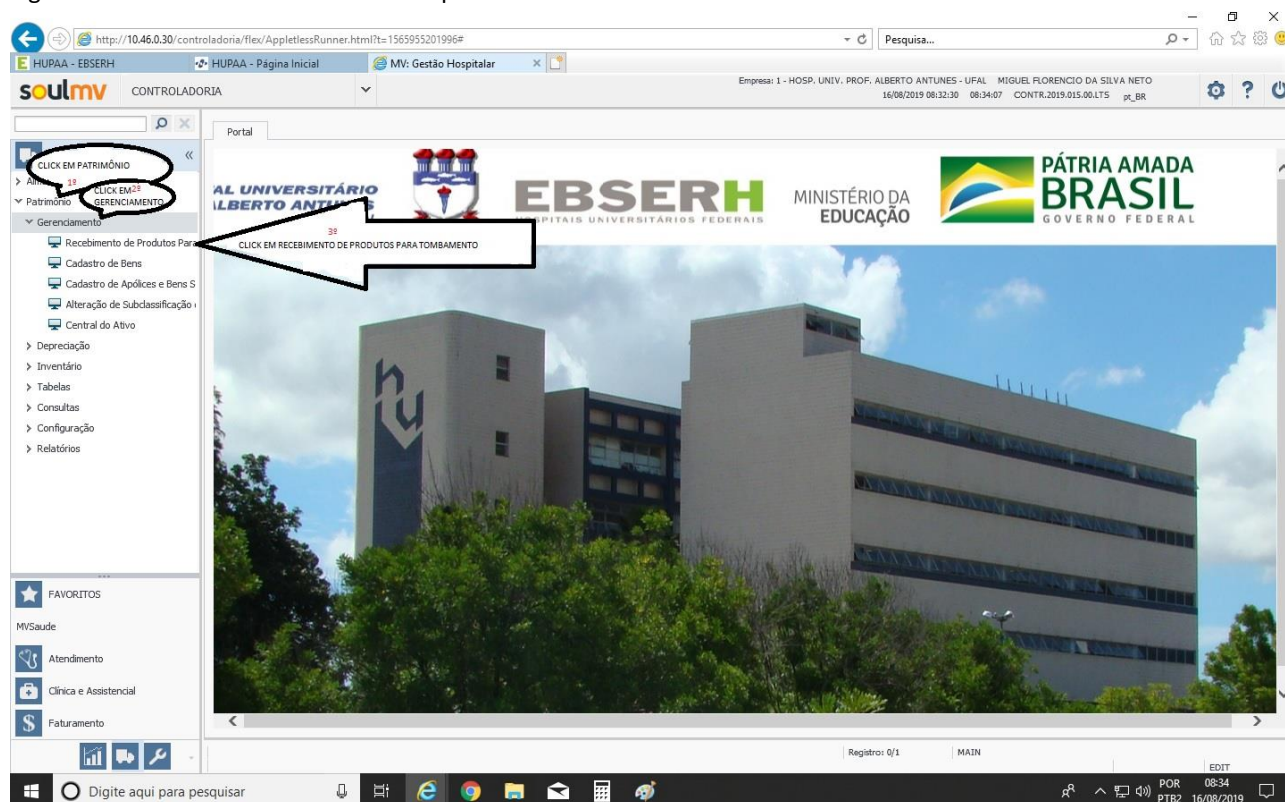 http://10.46.0.30/controladoria/flex/AppletlessRunner.html?t=1565955201996#
Pesquisa...
E HUPAA - EBSERH
HUPAA - Página Inicial
MV: Gestão Hospitalar
soulmv
CONTROLADORIA
Empresa: 1 - HOSP. UNIV. PROF. ALBERTO ANTUNES - UFAL MIGUEL FLORENCIO DA SILVA NETO
16/08/2019 08:32:30 08:34:07 CONTR.2019.015.00.LTS pt_BR
Portal
CLICK EM PATRIMÔNIO
1º
CLICK EM 2º
GERENCIAMENTO
Patrimônio
Gerenciamento
Recebimento de Produtos Para
Cadastro de Bens
Cadastro de Apólices e Bens S
Alteração de Subclassificação
Central do Ativo
Depreciação
Inventário
Tabelas
Consultas
Configuração
Relatórios
3º
CLICK EM RECEBIMENTO DE PRODUTOS PARA TOMBAMENTO
AL UNIVERSITÁRIO
EBSERH
HOSPITAIS UNIVERSITÁRIOS FEDERAIS
MINISTÉRIO DA
EDUCAÇÃO
PÁTRIA AMADA
BRASIL
GOVERNO FEDERAL
hu
FAVORITOS
MVSaude
Atendimento
Clínica e Assistencial
Faturamento
Registro: 0/1
MAIN
EDIT
Digite aqui para pesquisar
POR
PTB2
08:34
16/08/2019